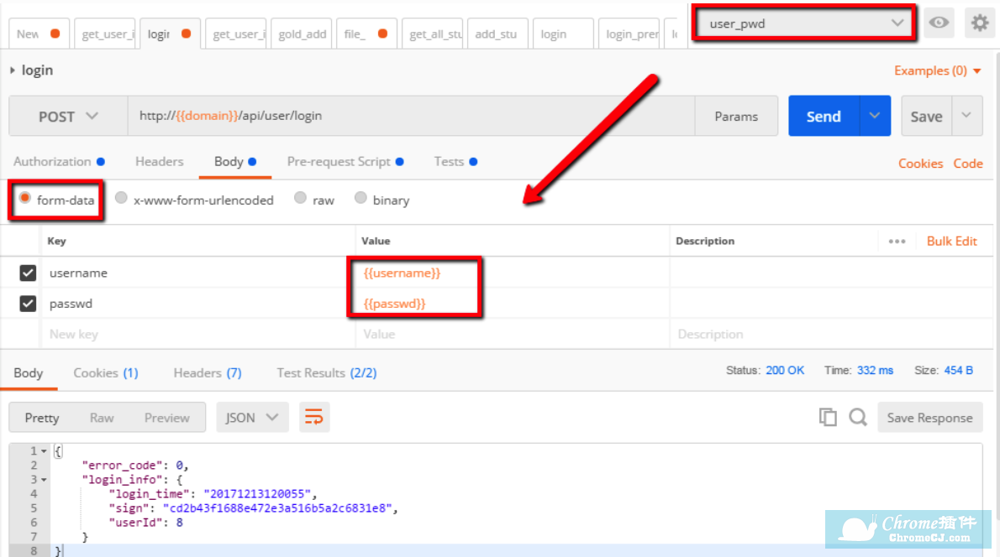 New get_user_i login get_user_i gold_add file_ get_all_stu add_stu login login_prer
user_pwd
login
Examples (0)
POST http://{{domain}}/api/user/login Params Send Save
Authorization Headers Body Pre-request Script Tests Cookies Code
form-data x-www-form-urlencoded raw binary
Key Value Description ••• Bulk Edit
username {{username}}
passwd {{passwd}}
New key Value Description
Body Cookies (1) Headers (7) Test Results (2/2) Status: 200 OK Time: 332 ms Size: 454 B
Pretty Raw Preview JSON Save Response
1 {
2 "error_code": 0,
3 "login_info": {
4 "login_time": "20171213120055",
5 "sign": "cd2b43f1688e472e3a516b5a2c6831e8",
6 "userId": 8
7 }
8 }
Chrome插件
ChromeCJ.com